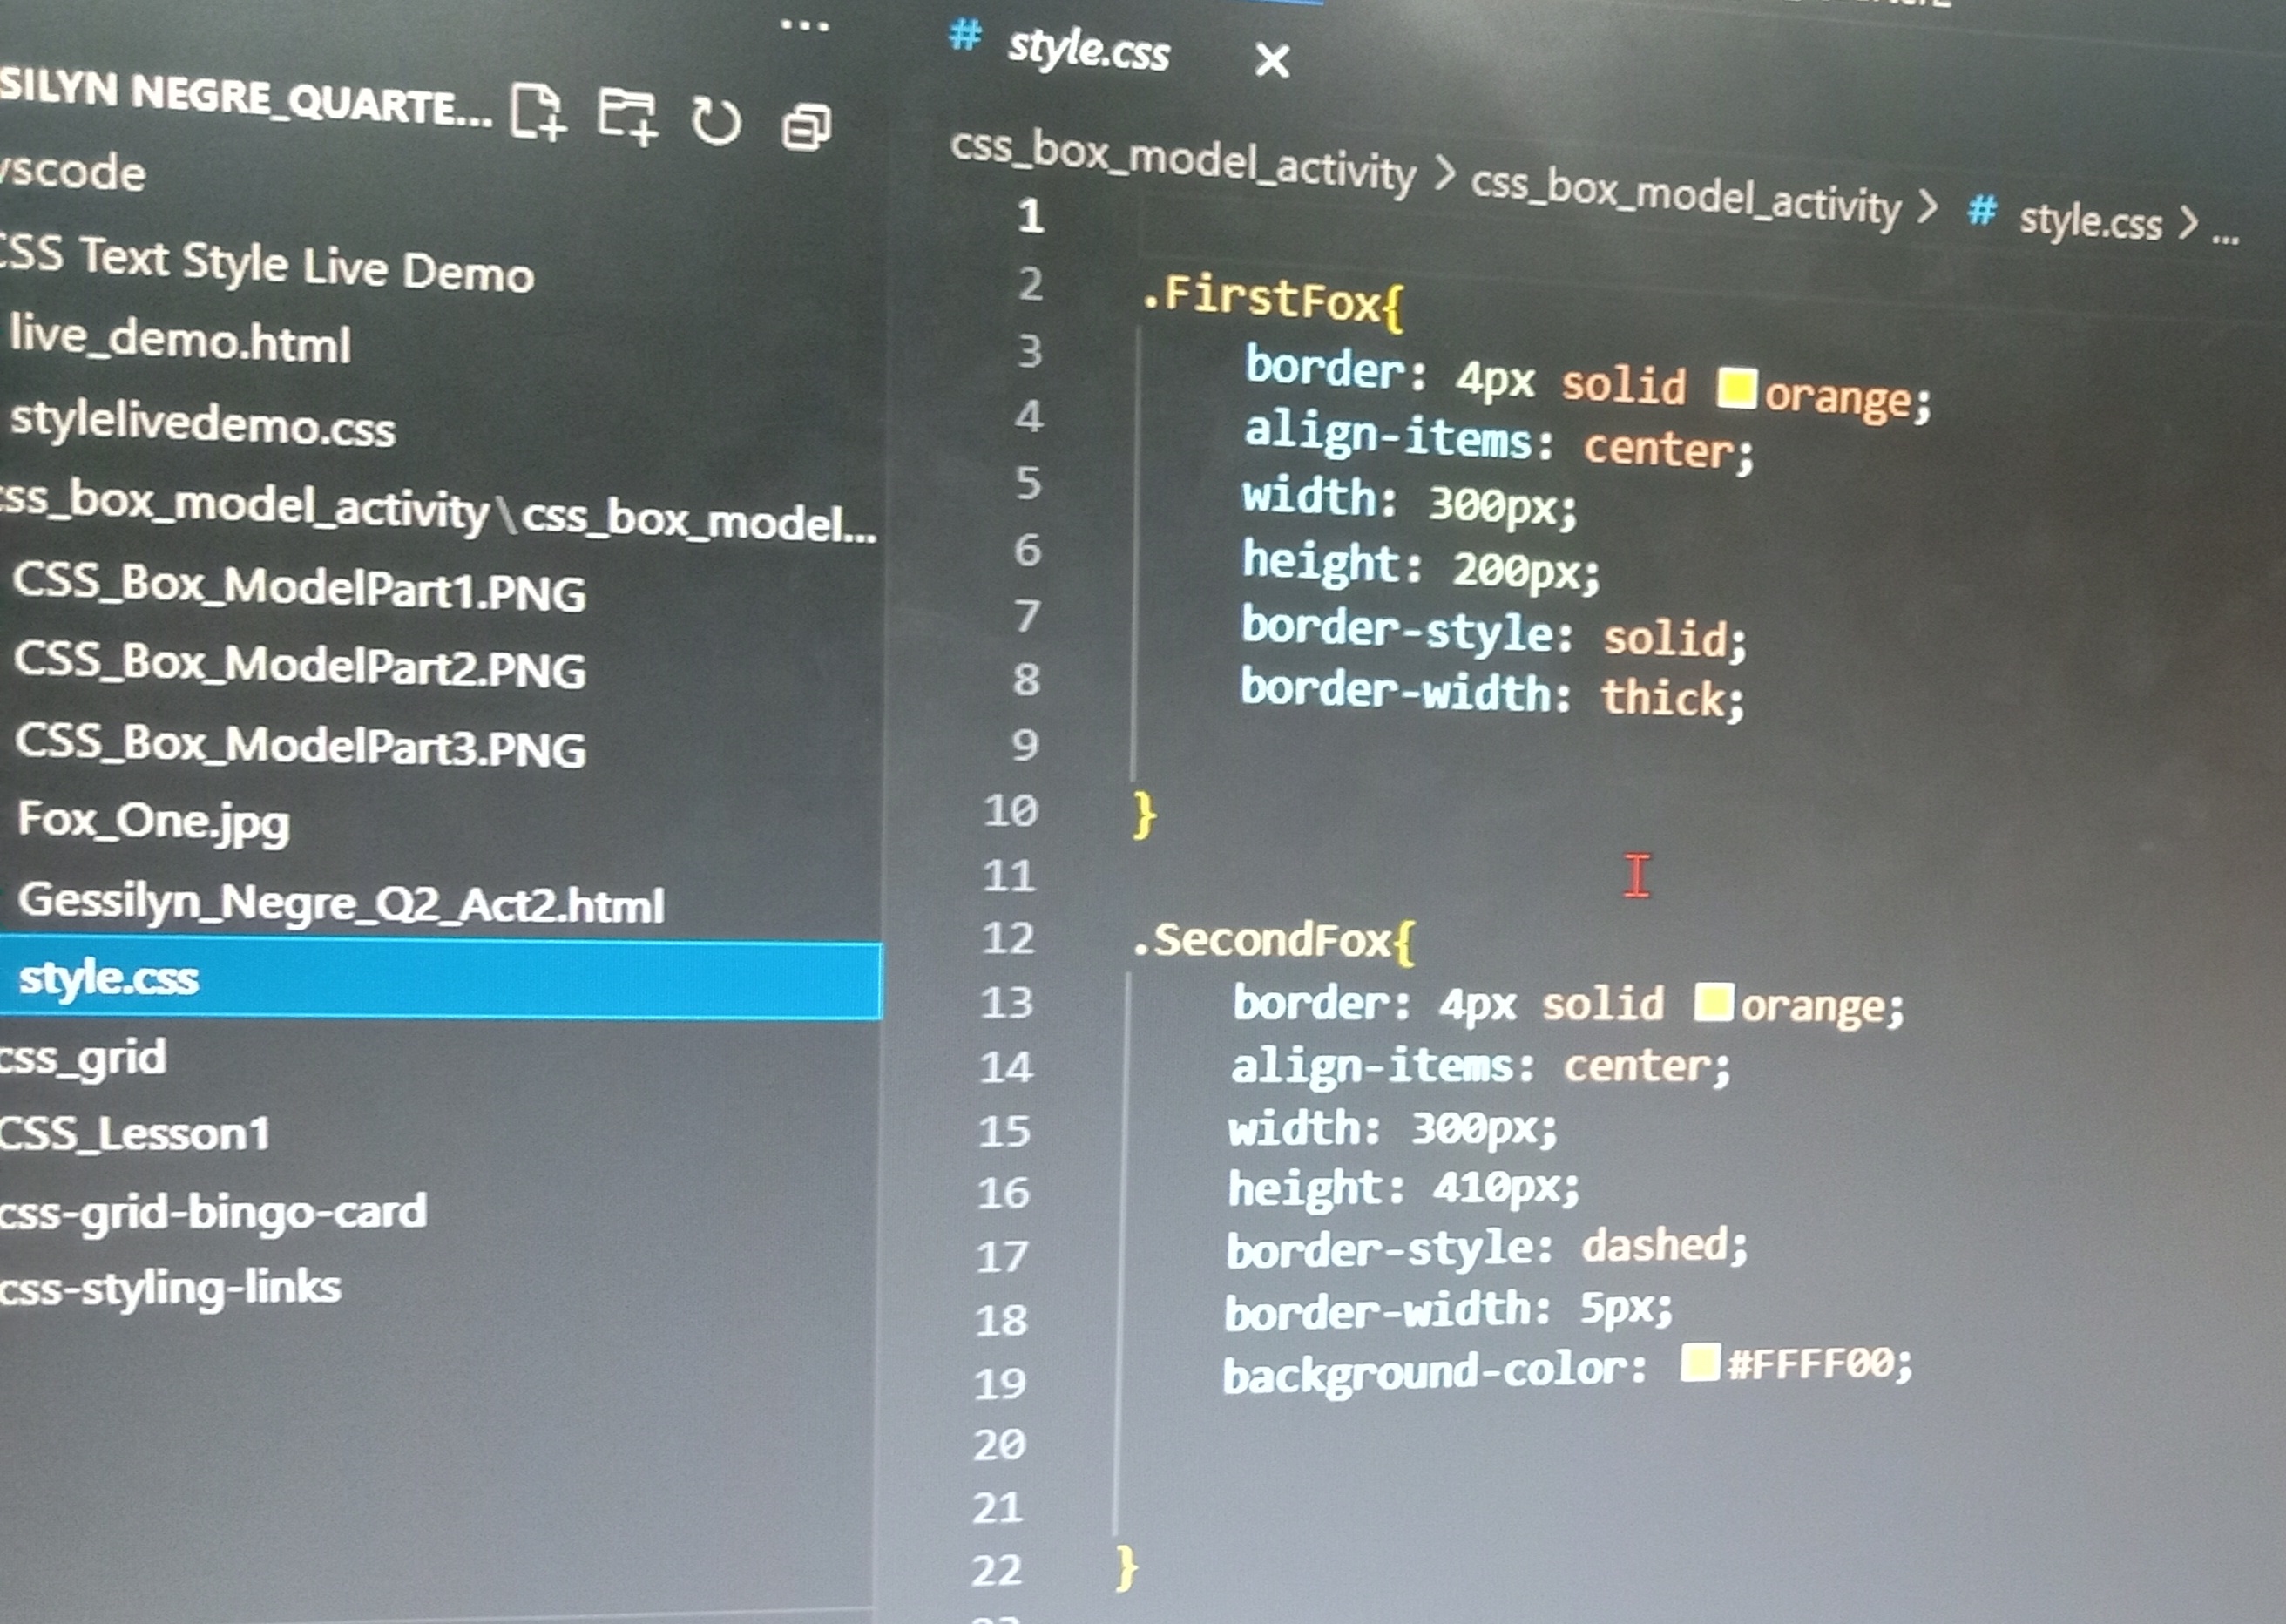 ...
SILYN NEGRE_QUARTE...
vscode
CSS Text Style Live Demo
live_demo.html
stylelivedemo.css
css_box_model_activity\css_box_model...
CSS_Box_ModelPart1.PNG
CSS_Box_ModelPart2.PNG
CSS_Box_ModelPart3.PNG
Fox_One.jpg
Gessilyn_Negre_Q2_Act2.html
style.css
css_grid
CSS_Lesson1
css-grid-bingo-card
css-styling-links
# style.css ×
css_box_model_activity > css_box_model_activity > # style.css > ...
1
2 .FirstFox{
3 border: 4px solid orange;
4 align-items: center;
5 width: 300px;
6 height: 200px;
7 border-style: solid;
8 border-width: thick;
9
10 }
11
12 .SecondFox{
13 border: 4px solid orange;
14 align-items: center;
15 width: 300px;
16 height: 410px;
17 border-style: dashed;
18 border-width: 5px;
19 background-color: #FFFF00;
20
21
22 }